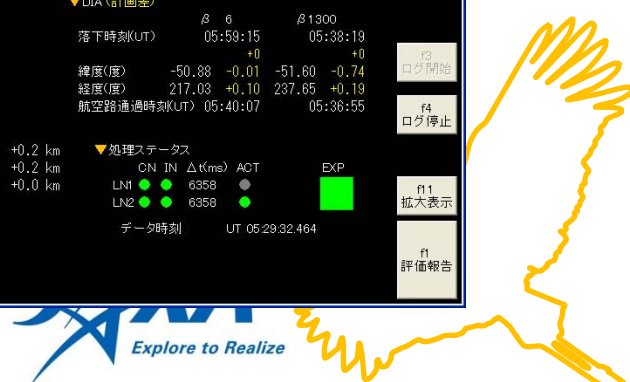 ▼DIA(計画差)
β 6 β1300
落下時刻(UT) 05:59:15 05:38:19
+0 +0
緯度(度) -50.88 -0.01 -51.60 -0.74
経度(度) 217.03 +0.10 237.65 +0.19
航空路通過時刻(UT) 05:40:07 05:36:55
f3
ログ開始
f4
ログ停止
+0.2 km
+0.2 km
+0.0 km
▼処理ステータス
CN IN Δt(ms) ACT EXP
LN1 6358
LN2 6358
データ時刻 UT 05:29:32.464
f11
拡大表示
f1
評価報告
Explore to Realize